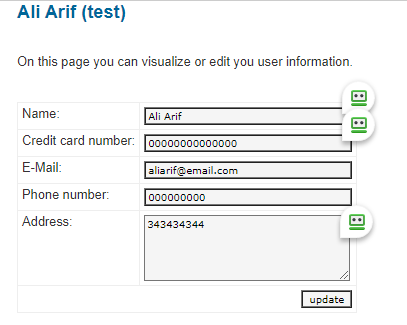 Ali Arif (test)
On this page you can visualize or edit you user information.
Name: Ali Arif
Credit card number: 00000000000000
E-Mail: aliarif@email.com
Phone number: 000000000
Address: 343434344
update